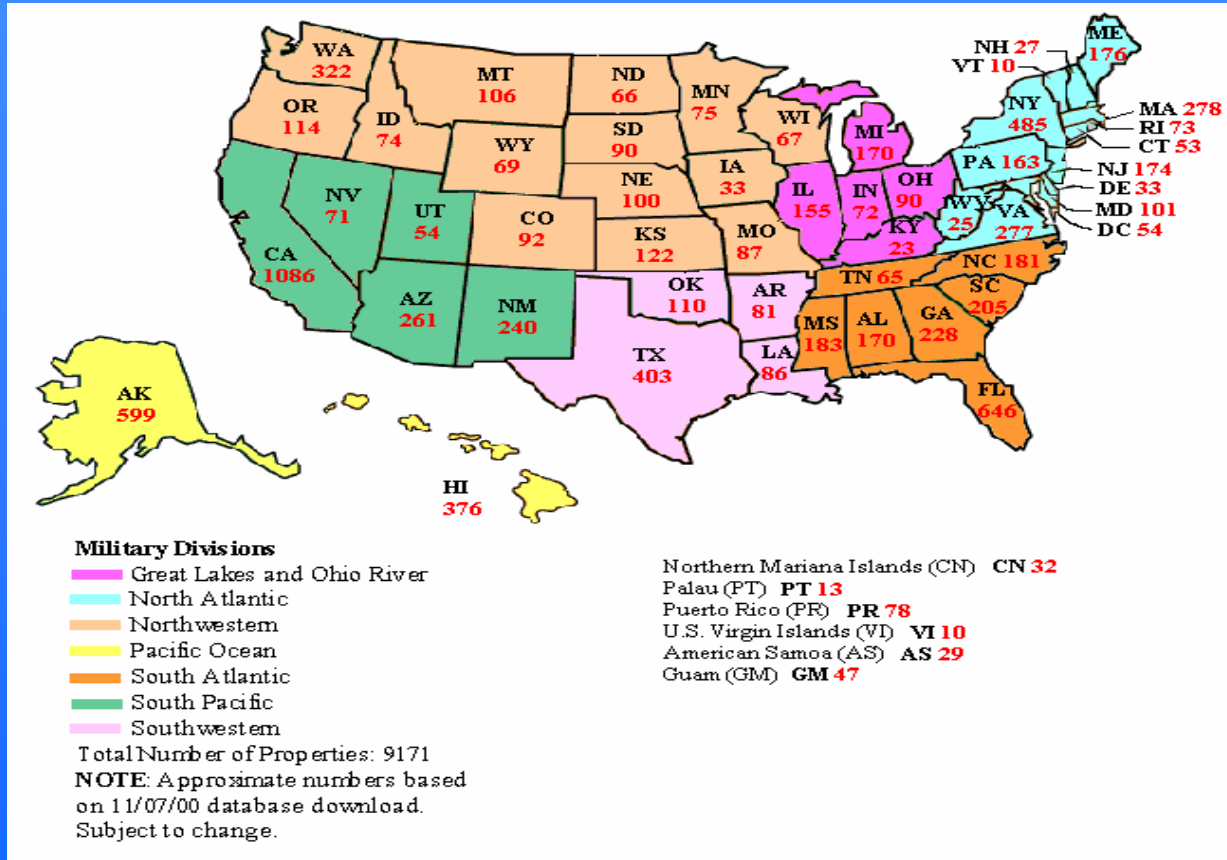 WA
322
OR
114
ID
74
MT
106
WY
69
ND
66
SD
90
NE
100
KS
122
CO
92
MN
75
IA
33
MO
87
WI
67
MI
170
IL
155
IN
72
OH
90
KY
23
NH 27
VT 10
ME
176
NY
485
MA 278
RI 73
CT 53
PA 163
NJ 174
DE 33
MD 101
DC 54
WV
25
VA
277
CA
1086
NV
71
UT
54
AZ
261
NM
240
OK
110
TX
403
AR
81
LA
86
TN 65
NC 181
SC
205
MS
183
AL
170
GA
228
FL
646
AK
599
HI
376
Military Divisions
Great Lakes and Ohio River
North Atlantic
Northwestern
Pacific Ocean
South Atlantic
South Pacific
Southwestern
Total Number of Properties: 9171
NOTE: Approximate numbers based
on 11/07/00 database download.
Subject to change.
Northern Mariana Islands (CN) CN 32
Palau (PT) PT 13
Puerto Rico (PR) PR 78
U.S. Virgin Islands (VI) VI 10
American Samoa (AS) AS 29
Guam (GM) GM 47